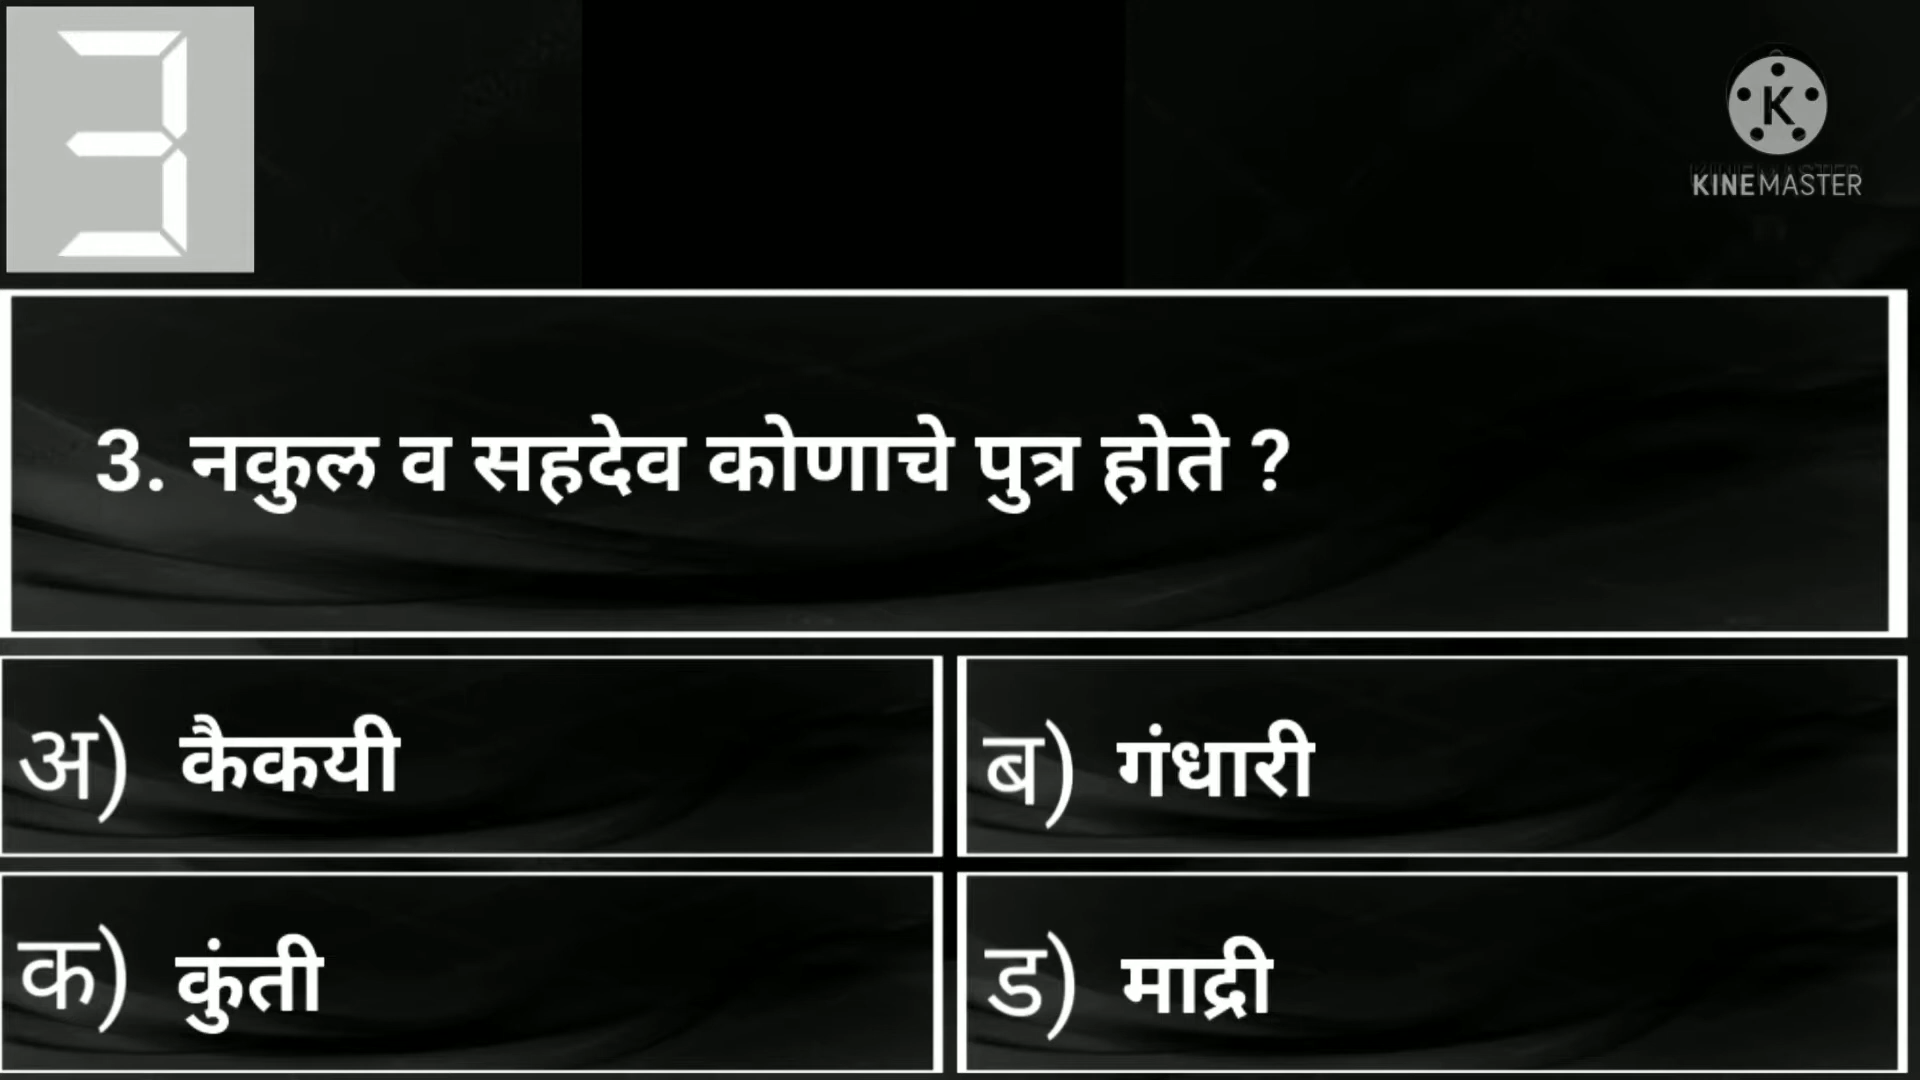 3
KINEMASTER
3. नकुल व सहदेव कोणाचे पुत्र होते ?
अ) कैकयी
ब) गंधारी
क) कुंती
ड) माद्री